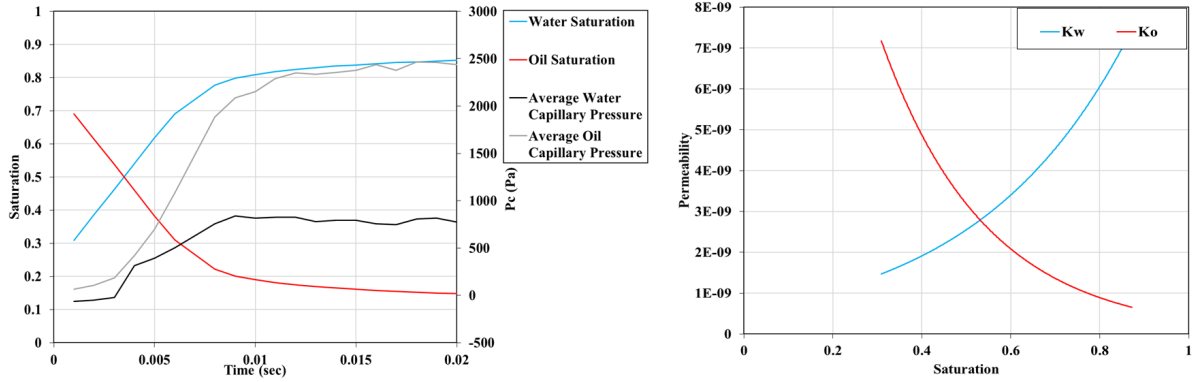 1
0.9
0.8
0.7
0.6
0.5
0.4
0.3
0.2
0.1
0
Saturation
0
0.005
0.01
0.015
0.02
Time (sec)
3000
2500
2000
1500
1000
500
0
-500
Pc (Pa)
Water Saturation
Oil Saturation
Average Water
Capillary Pressure
Average Oil
Capillary Pressure
8E-09
7E-09
6E-09
5E-09
4E-09
3E-09
2E-09
1E-09
0
Permeability
0
0.2
0.4
0.6
0.8
1
Saturation
Kw
Ko